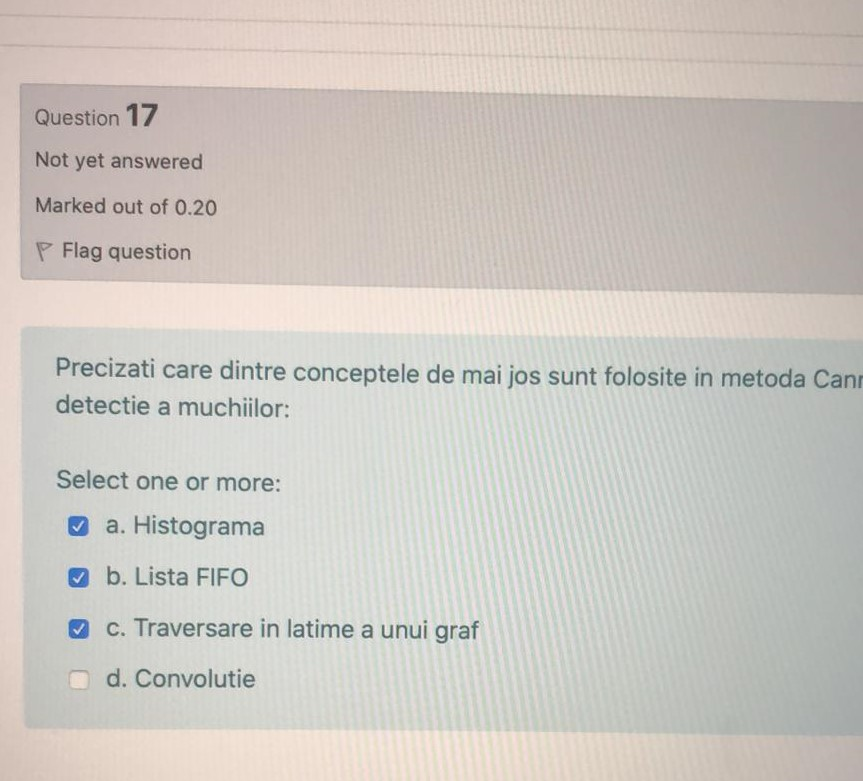 Question 17
Not yet answered
Marked out of 0.20
Flag question
Precizati care dintre conceptele de mai jos sunt folosite in metoda
detectie a muchiilor:
Select one or more:
a. Histograma
b. Lista FIFO
c. Traversare in latime a unui graf
d. Convolutie